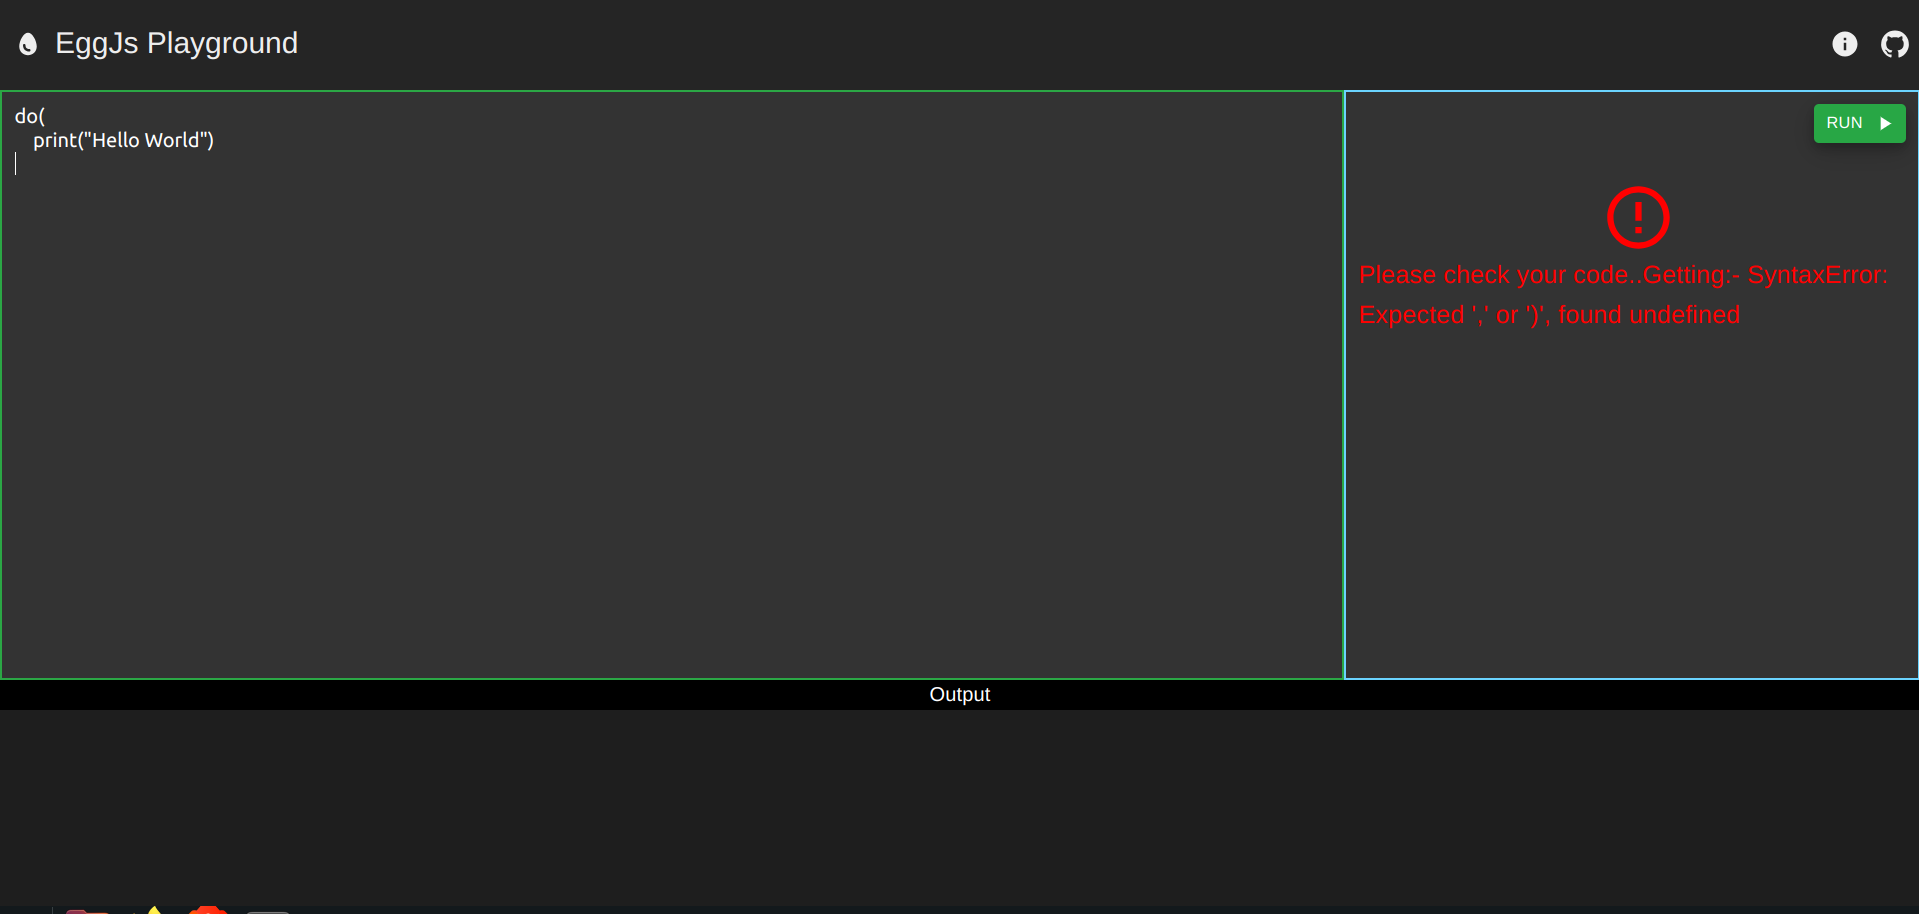 EggJs Playground
do(
    print("Hello World")
RUN
Please check your code..Getting:- SyntaxError:
Expected ',' or ')', found undefined
Output